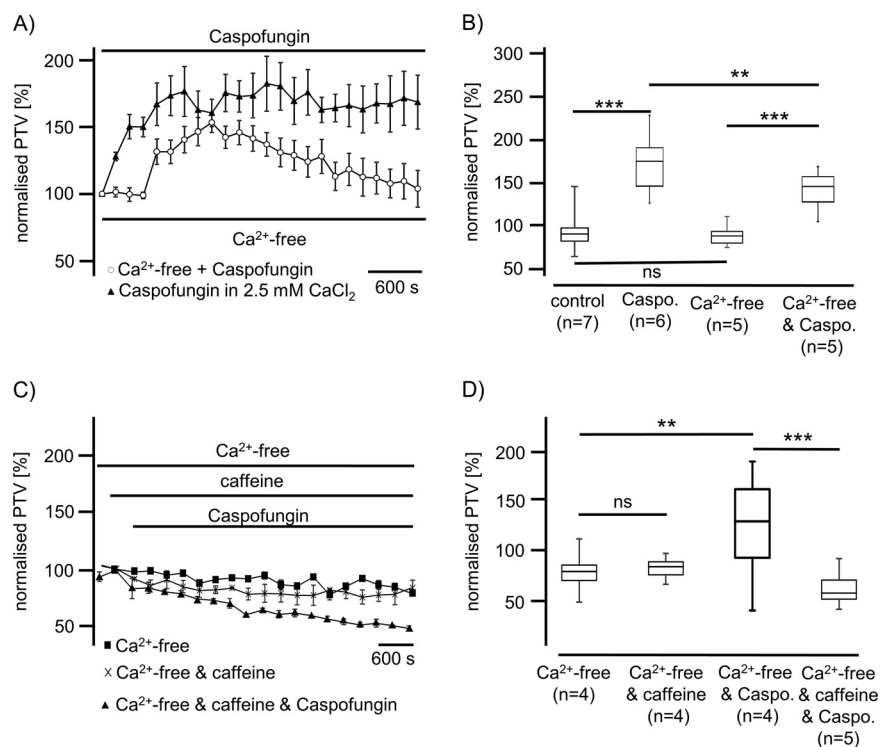 A)
Caspofungin
normalised PTV [%]
200
150
100
50
Ca²⁺-free
Ca²⁺-free + Caspofungin
Caspofungin in 2.5 mM CaCl₂
600 s
B)
normalised PTV [%]
300
250
200
150
100
50
***
**
***
ns
control
(n=7)
Caspo.
(n=6)
Ca²⁺-free
(n=5)
Ca²⁺-free
& Caspo.
(n=5)
C)
normalised PTV [%]
200
150
100
50
Ca²⁺-free
caffeine
Caspofungin
600 s
Ca²⁺-free
Ca²⁺-free & caffeine
Ca²⁺-free & caffeine & Caspofungin
D)
normalised PTV [%]
200
150
100
50
**
***
ns
Ca²⁺-free
(n=4)
Ca²⁺-free
& caffeine
(n=4)
Ca²⁺-free
& Caspo.
(n=4)
Ca²⁺-free
& caffeine
& Caspo.
(n=5)